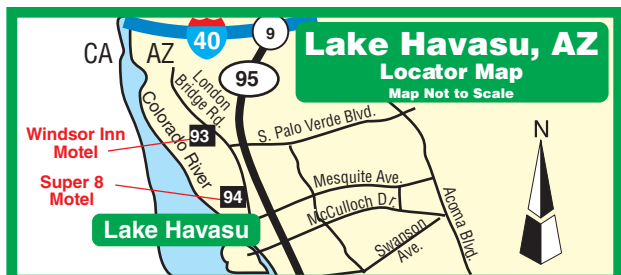 Lake Havasu, AZ
Locator Map
Map Not to Scale
40
9
95
CA
AZ
London
Bridge Rd.
Colorado River
S. Palo Verde Blvd.
Windsor Inn
Motel
93
Super 8
Motel
94
Mesquite Ave.
McCulloch Dr.
Swanson
Ave.
Acoma Blvd.
Lake Havasu
N